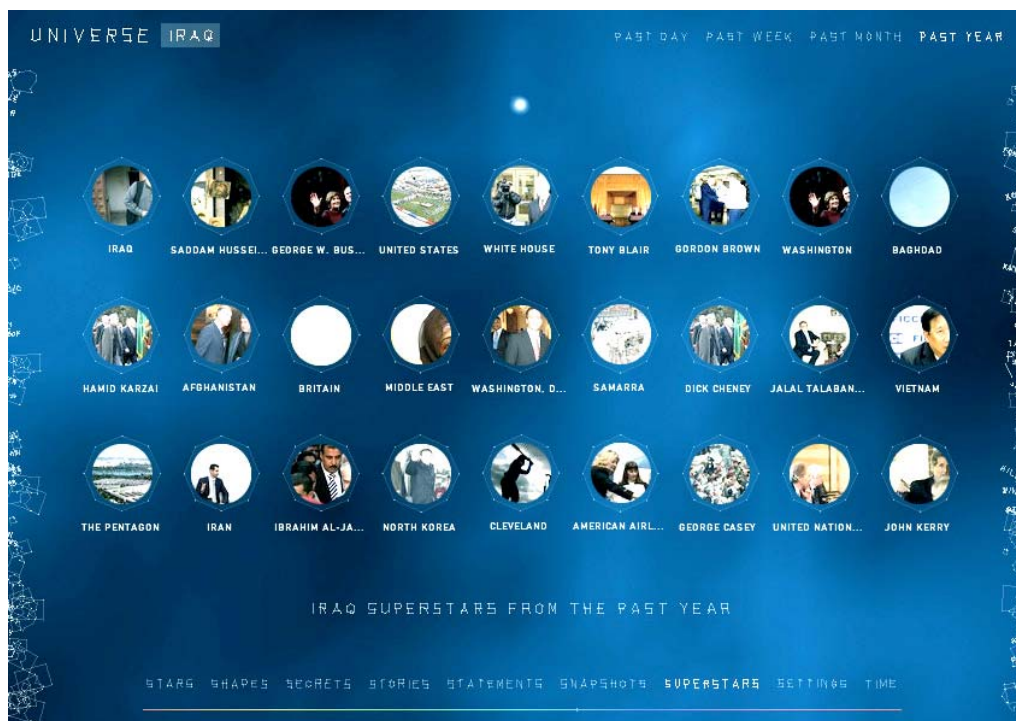 UNIVERSE IRAQ
PAST DAY PAST WEEK PAST MONTH PAST YEAR
IRAQ SADDAM HUSSEI... GEORGE W. BUS... UNITED STATES WHITE HOUSE TONY BLAIR GORDON BROWN WASHINGTON BAGHDAD
HAMID KARZAI AFGHANISTAN BRITAIN MIDDLE EAST WASHINGTON, D... SAMARRA DICK CHENEY JALAL TALABAN... VIETNAM
THE PENTAGON IRAN IBRAHIM AL-JA... NORTH KOREA CLEVELAND AMERICAN AIRL... GEORGE CASEY UNITED NATION... JOHN KERRY
IRAQ SUPERSTARS FROM THE PAST YEAR
STARS SHAPES SECRETS STORIES STATEMENTS SNAPSHOTS SUPERSTARS SETTINGS TIME